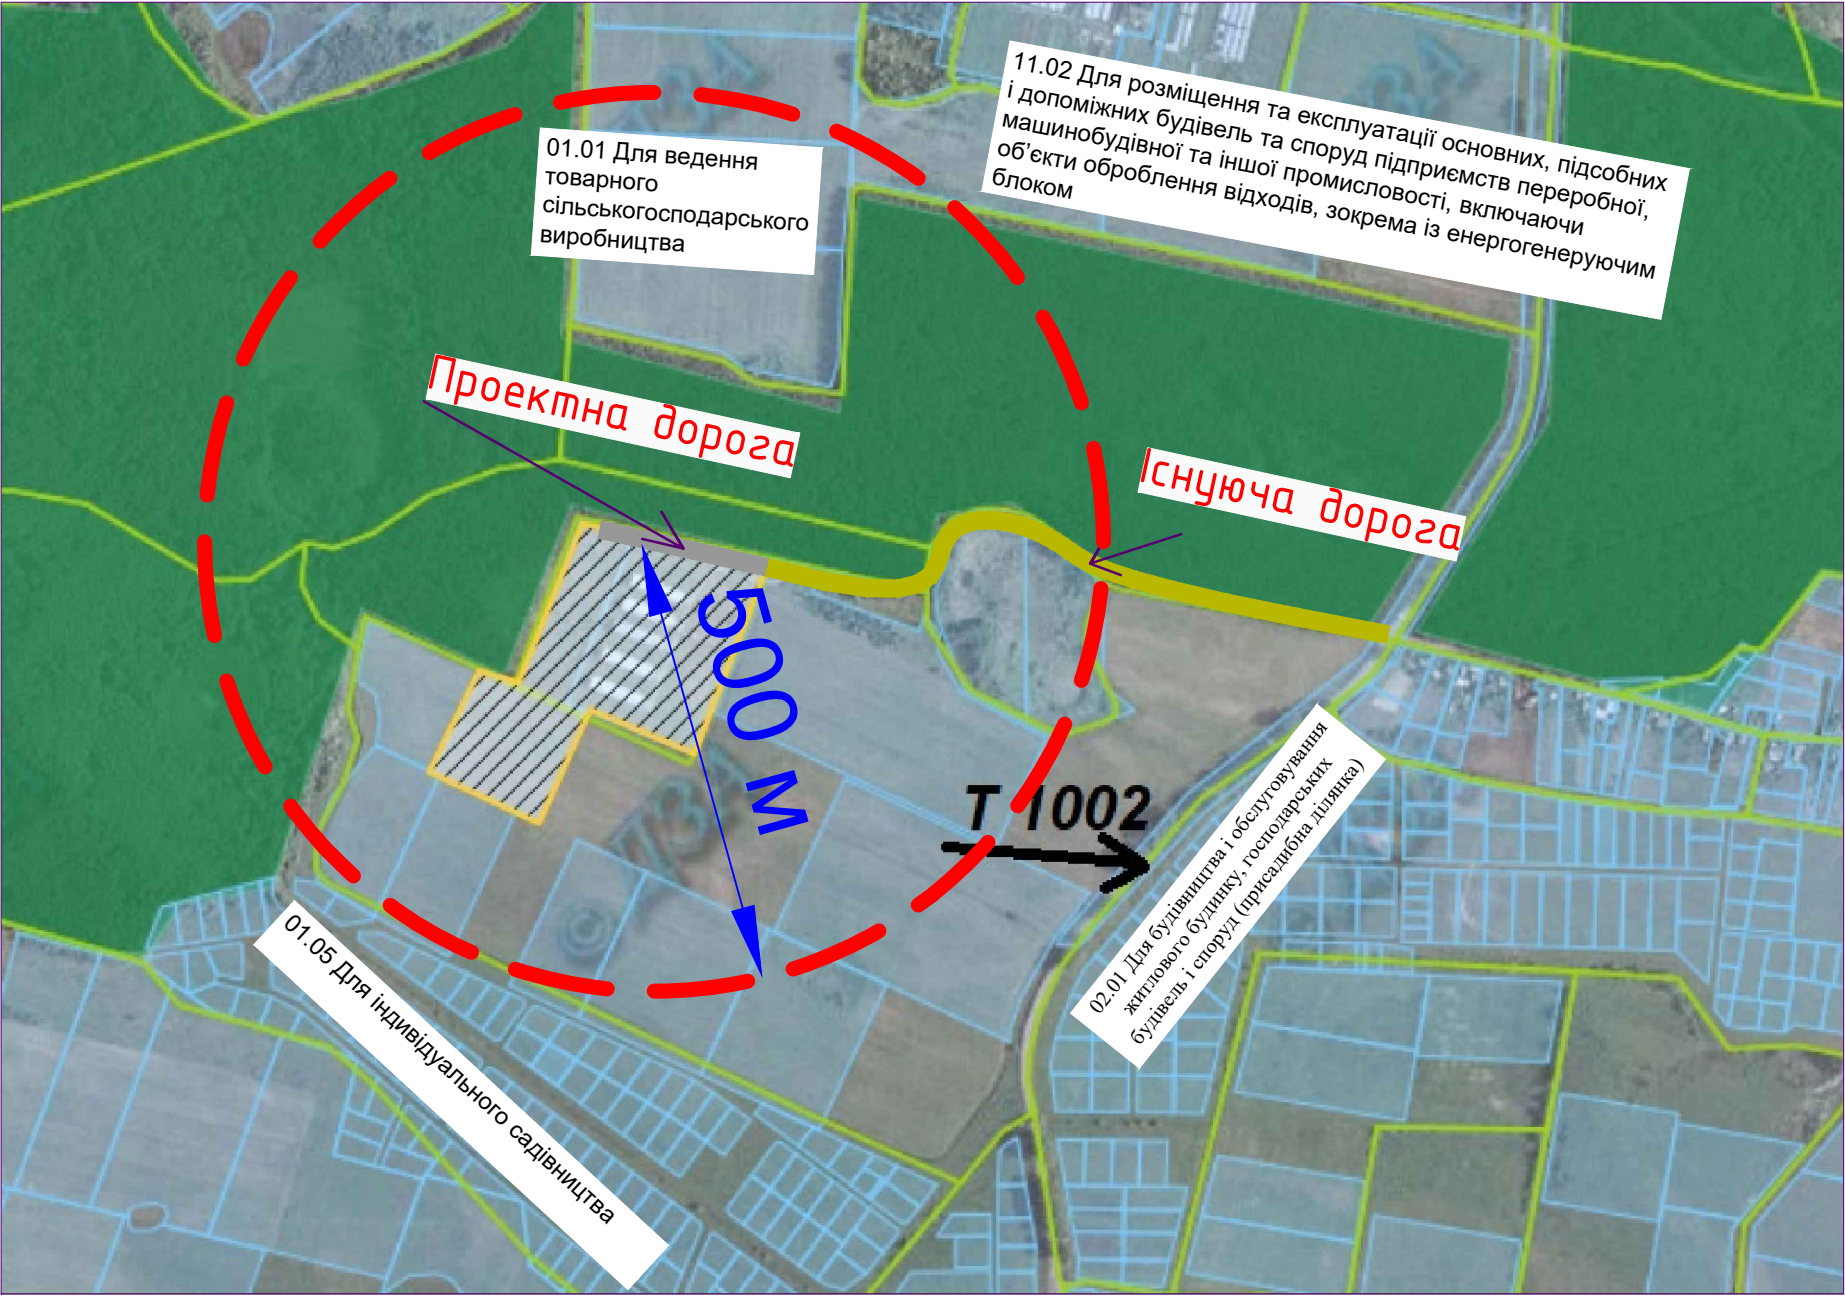 11.02 Для розміщення та експлуатації основних, підсобних
і допоміжних будівель та споруд підприємств переробної,
машинобудівної та іншої промисловості, включаючи
об'єкти оброблення відходів, зокрема із енергогенеруючим
блоком
01.01 Для ведення
товарного
сільськогосподарського
виробництва
Проектна дорога
Існуюча дорога
500 м
Т 1002
02.01 Для будівництва і обслуговування
житлового будинку, господарських
будівель і споруд (присадибна ділянка)
01.05 Для індивідуального садівництва